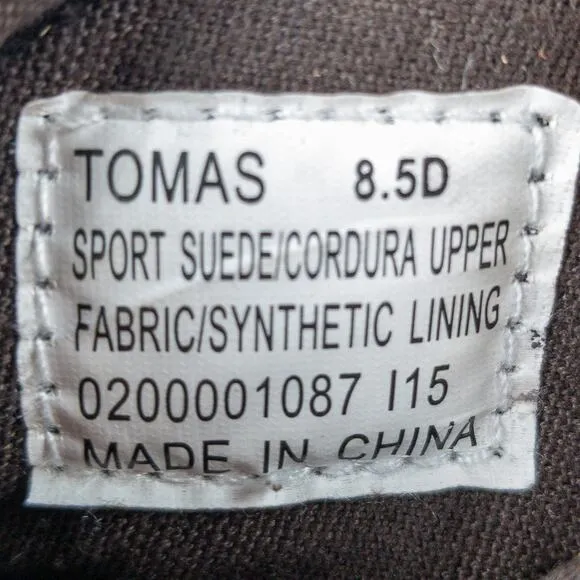 TOMAS 8.5D
SPORT SUEDE/CORDURA UPPER
FABRIC/SYNTHETIC LINING
0200001087 I15
MADE IN CHINA